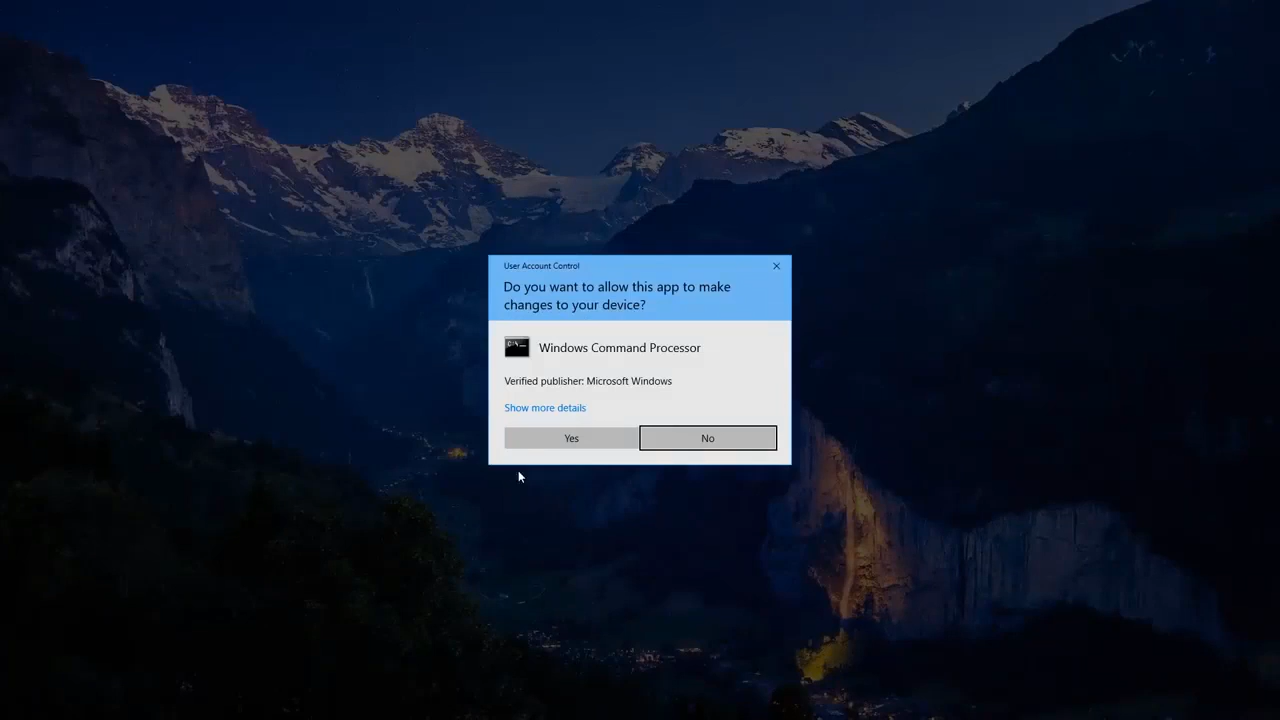 User Account Control
Do you want to allow this app to make
changes to your device?
Windows Command Processor
Verified publisher: Microsoft Windows
Show more details
Yes No